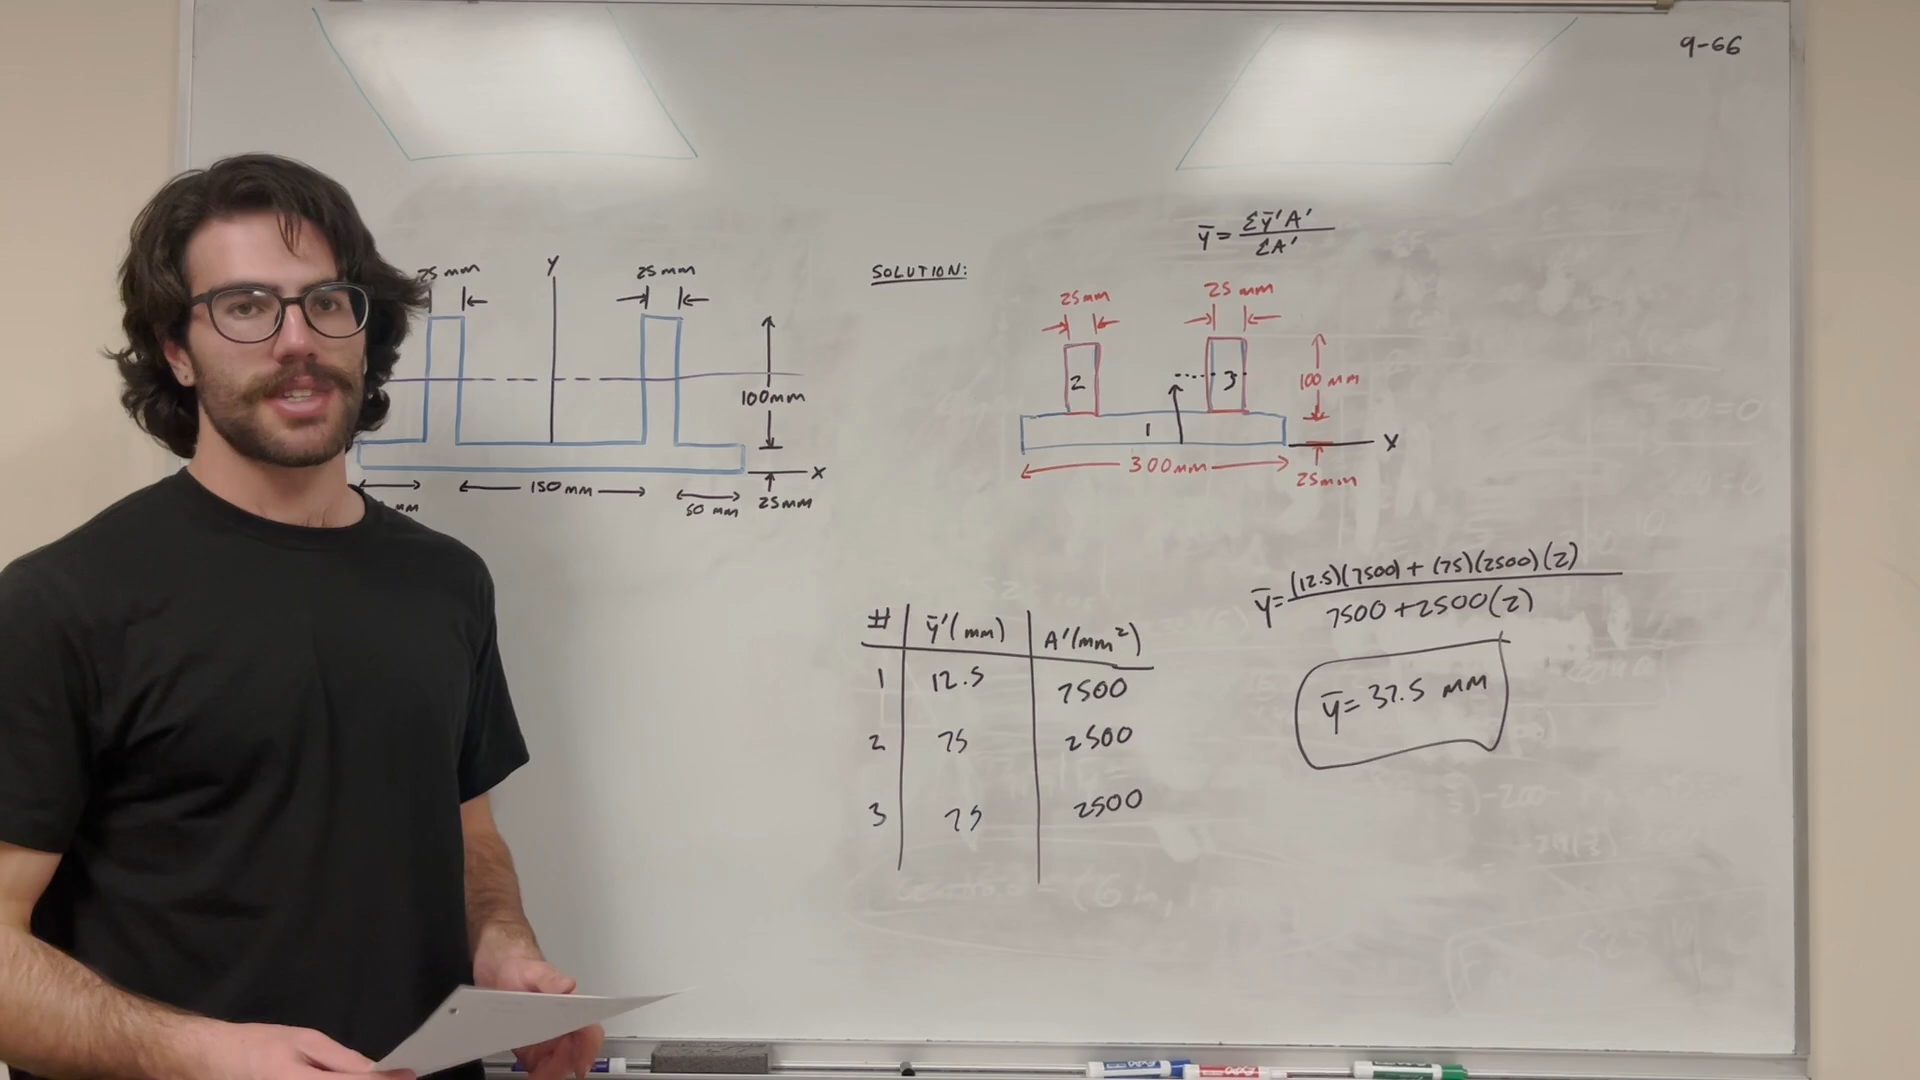 9-66
25 mm
Y
25 mm
100mm
X
mm
150 mm
50 mm
25mm
SOLUTION:
ȳ = Σȳ'A' / ΣA'
25mm
25 mm
2
3
100 mm
1
X
300mm
25mm
# ȳ'(mm) A'(mm²)
1 12.5 7500
2 75 2500
3 75 2500
ȳ = (12.5)(7500) + (75)(2500)(2) / 7500 + 2500(2)
ȳ = 37.5 mm